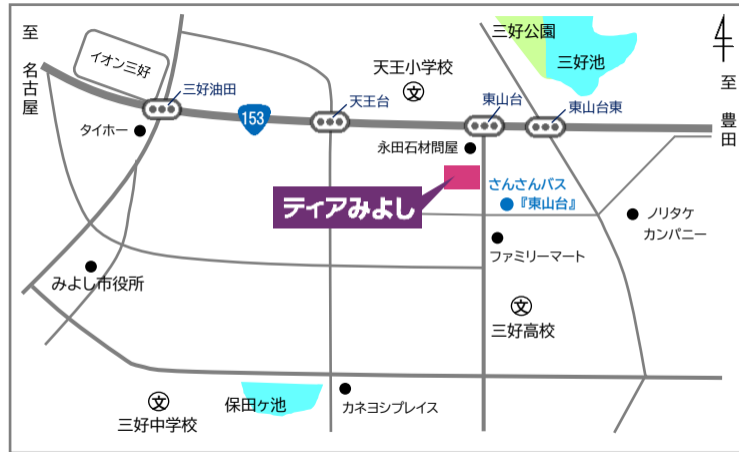 至 名古屋
イオン三好
三好油田
タイホー
153
天王台
天王小学校
三好公園
三好池
至 豊田
東山台
東山台東
永田石材問屋
ティアみよし
さんさんバス
『東山台』
ノリタケ
カンパニー
ファミリーマート
みよし市役所
文
三好高校
文
文
三好中学校
保田ヶ池
カネヨシプレイス